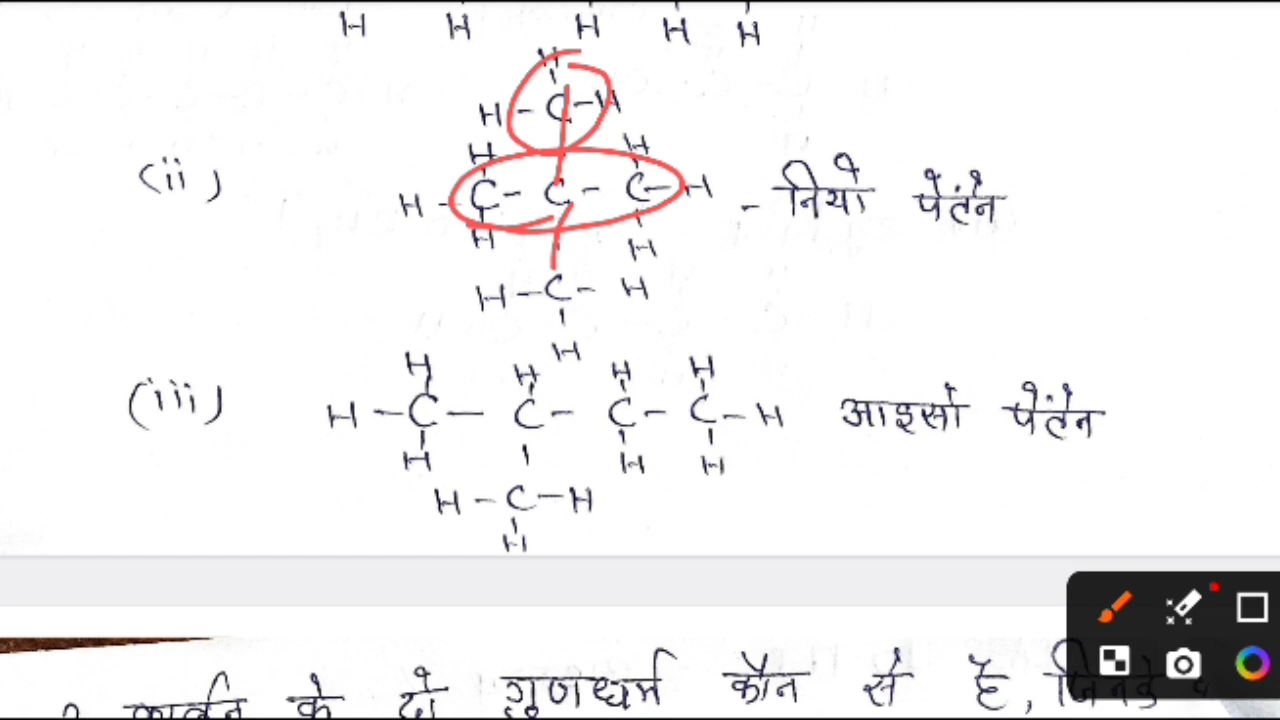 H H H H H
H
H - C - H
H H
(ii) H - C - C - C - H - नियो पेंटेन
H H
H - C - H
H
H H H H
(iii) H - C - C - C - C - H आइसो पेंटेन
H H H
H - C - H
H
कार्बन के दो गुणधर्म कौन से है,